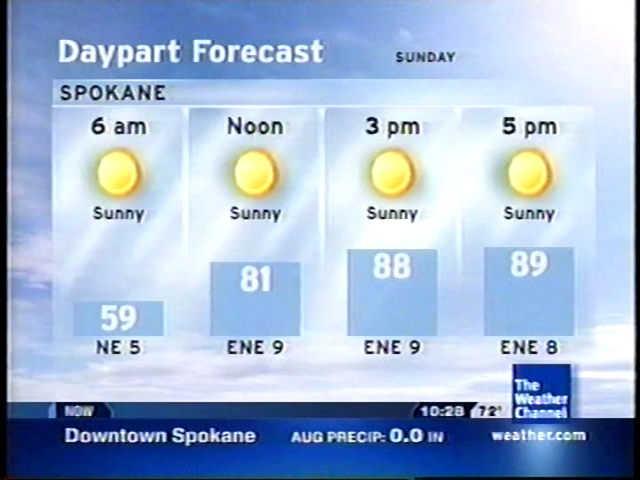 Daypart Forecast SUNDAY
SPOKANE
6 am Noon 3 pm 5 pm
Sunny Sunny Sunny Sunny
59 81 88 89
NE 5 ENE 9 ENE 9 ENE 8
The
Weather
Channel
NOW 10:28 72°
Downtown Spokane AUG PRECIP: 0.0 IN weather.com